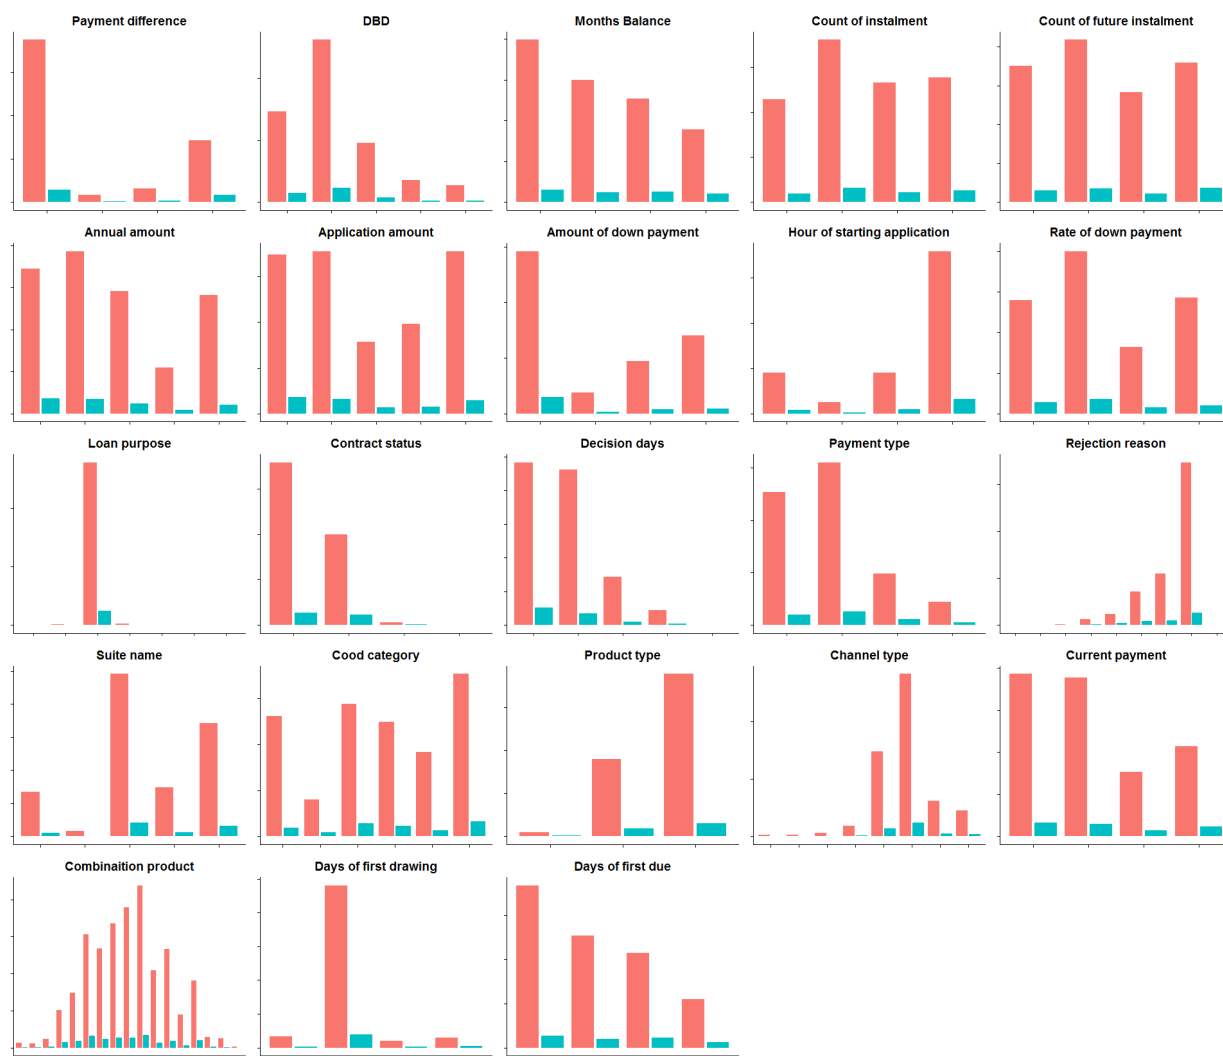 Payment difference
DBD
Months Balance
Count of instalment
Count of future instalment
Annual amount
Application amount
Amount of down payment
Hour of starting application
Rate of down payment
Loan purpose
Contract status
Decision days
Payment type
Rejection reason
Suite name
Cood category
Product type
Channel type
Current payment
Combinaition product
Days of first drawing
Days of first due